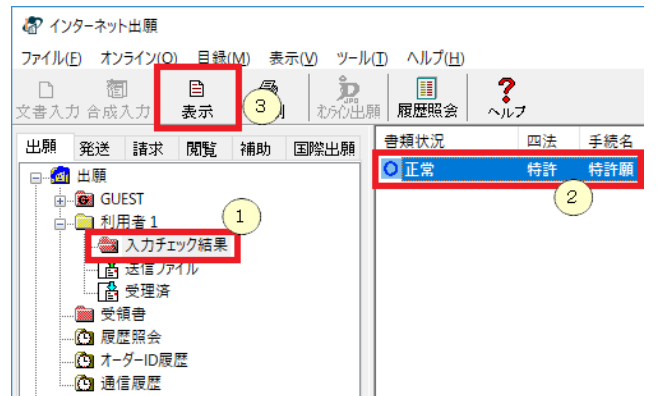 インターネット出願
ファイル(F) オンライン(O) 目録(M) 表示(V) ツール(T) ヘルプ(H)
文書入力 合成入力 表示 ③ オンライン出願 履歴照会 ヘルプ
出願 発送 請求 閲覧 補助 国際出願
書類状況 四法 手続名
出願
正常 特許 特許願
GUEST
2
利用者1
1
入力チェック結果
送信ファイル
受理済
受領書
履歴照会
オーダーID履歴
通信履歴